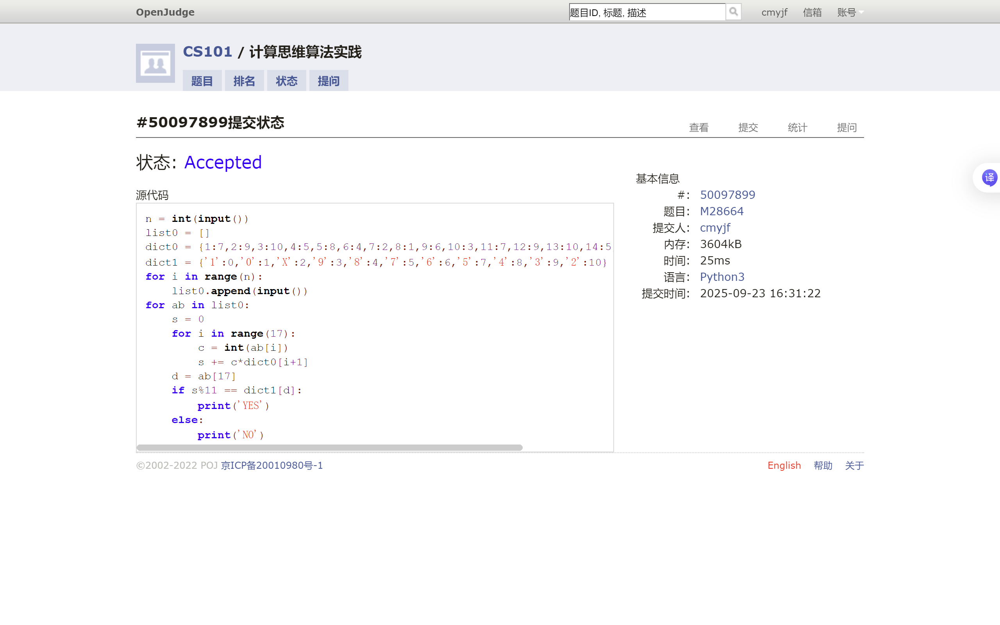 OpenJudge
题目ID, 标题, 描述
cmyjf 信箱 账号
CS101 / 计算思维算法实践
题目 排名 状态 提问
#50097899提交状态
查看 提交 统计 提问
状态: Accepted
源代码
n = int(input())
list0 = []
dict0 = {1:7,2:9,3:10,4:5,5:8,6:4,7:2,8:1,9:6,10:3,11:7,12:9,13:10,14:5
dict1 = {'1':0,'0':1,'X':2,'9':3,'8':4,'7':5,'6':6,'5':7,'4':8,'3':9,'2':10}
for i in range(n):
    list0.append(input())
for ab in list0:
    s = 0
    for i in range(17):
        c = int(ab[i])
        s += c*dict0[i+1]
    d = ab[17]
    if s%11 == dict1[d]:
        print('YES')
    else:
        print('NO')
基本信息
#: 50097899
题目: M28664
提交人: cmyjf
内存: 3604kB
时间: 25ms
语言: Python3
提交时间: 2025-09-23 16:31:22
译
©2002-2022 POJ 京ICP备20010980号-1
English 帮助 关于